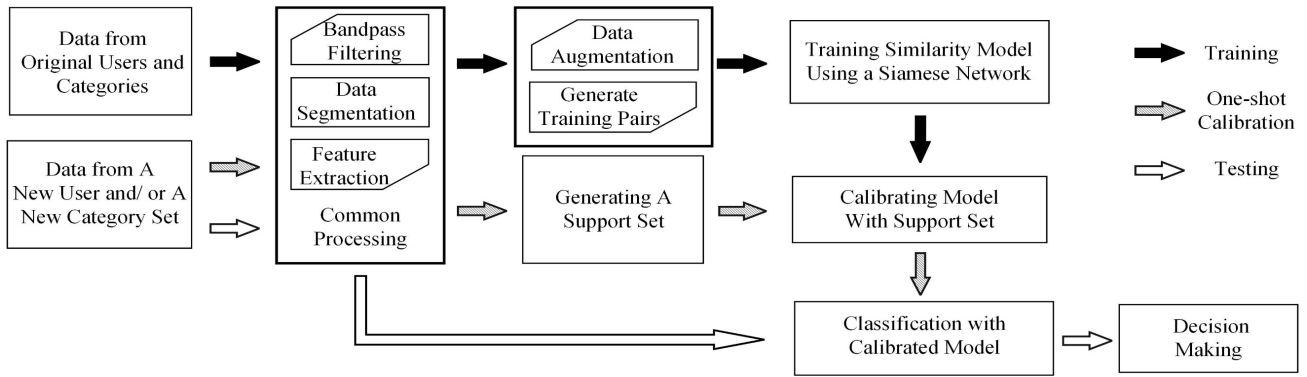 Data from
Original Users and
Categories
Data from A
New User and/ or A
New Category Set
Bandpass
Filtering
Data
Segmentation
Feature
Extraction
Common
Processing
Data
Augmentation
Generate
Training Pairs
Generating A
Support Set
Training Similarity Model
Using a Siamese Network
Calibrating Model
With Support Set
Classification with
Calibrated Model
Decision
Making
Training
One-shot
Calibration
Testing